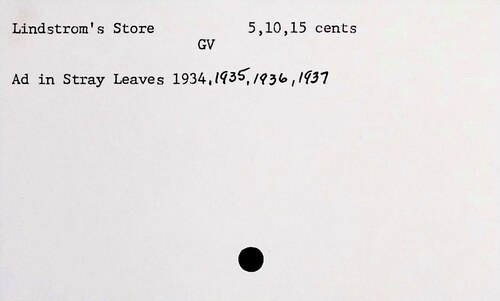 Lindstrom's Store 5,10,15 cents
GV
Ad in Stray Leaves 1934,1935,1936,1937